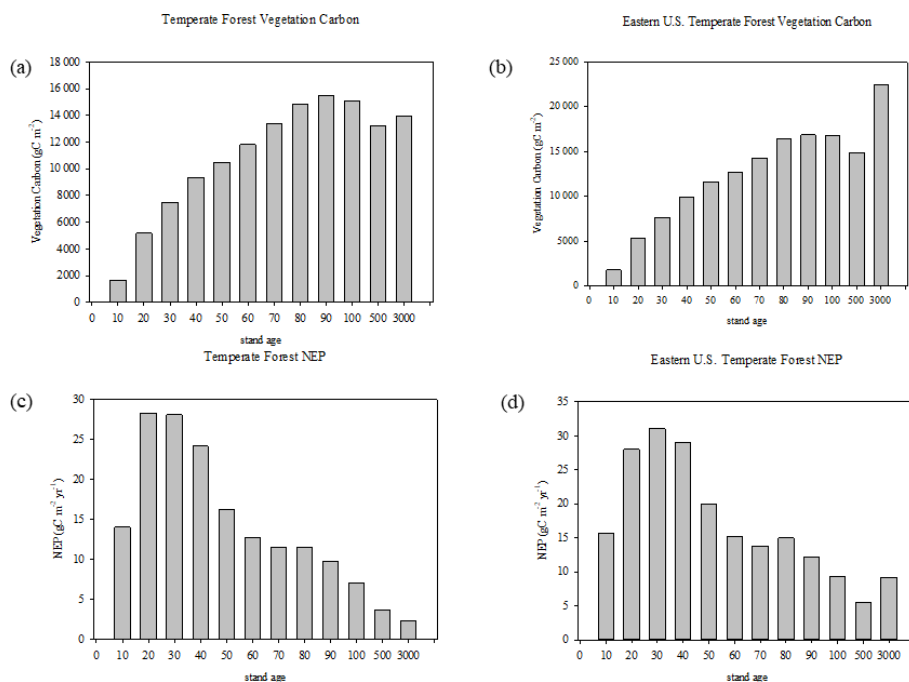 Temperate Forest Vegetation Carbon
(a)
18 000
16 000
14 000
12 000
10 000
8000
6000
4000
2000
0
Vegetation Carbon (gC m⁻²)
0 10 20 30 40 50 60 70 80 90 100 500 3000
stand age
Eastern U.S. Temperate Forest Vegetation Carbon
(b)
25 000
20 000
15 000
10 000
5000
0
Vegetation Carbon (gC m⁻²)
0 10 20 30 40 50 60 70 80 90 100 500 3000
stand age
Temperate Forest NEP
(c)
30
25
20
15
10
5
0
NEP (gC m⁻² yr⁻¹)
0 10 20 30 40 50 60 70 80 90 100 500 3000
stand age
Eastern U.S. Temperate Forest NEP
(d)
35
30
25
20
15
10
5
0
NEP (gC m⁻² yr⁻¹)
0 10 20 30 40 50 60 70 80 90 100 500 3000
stand age